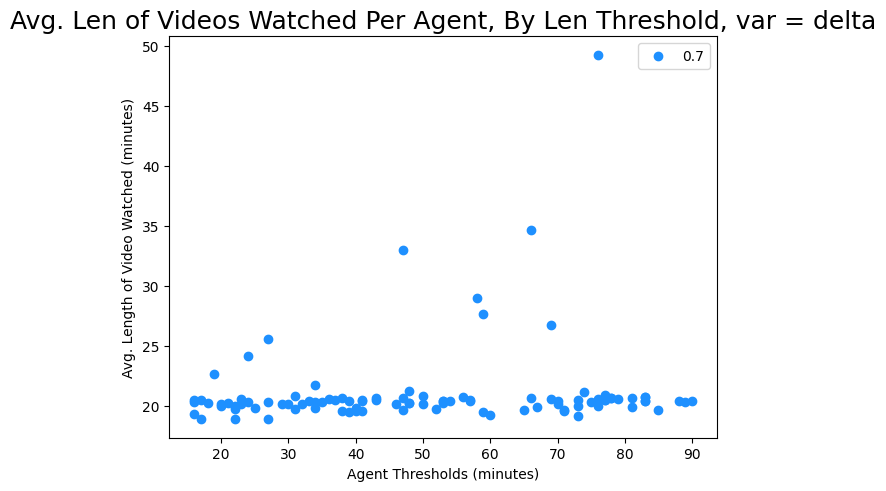 Avg. Len of Videos Watched Per Agent, By Len Threshold, var = delta
0.7
50
45
40
35
30
25
20
Avg. Length of Video Watched (minutes)
20 30 40 50 60 70 80 90
Agent Thresholds (minutes)